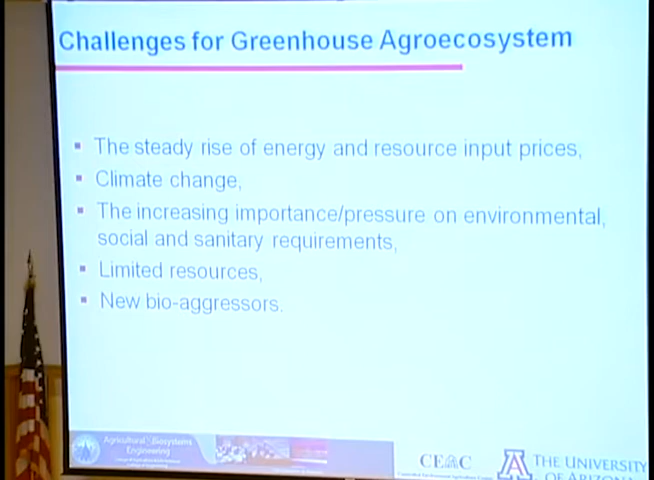 Challenges for Greenhouse Agroecosystem
The steady rise of energy and resource input prices,
Climate change,
The increasing importance/pressure on environmental,
social and sanitary requirements,
Limited resources,
New bio-aggressors.
Agricultural Biosystems
Engineering
CEAC
THE UNIVERSITY
OF ARIZONA